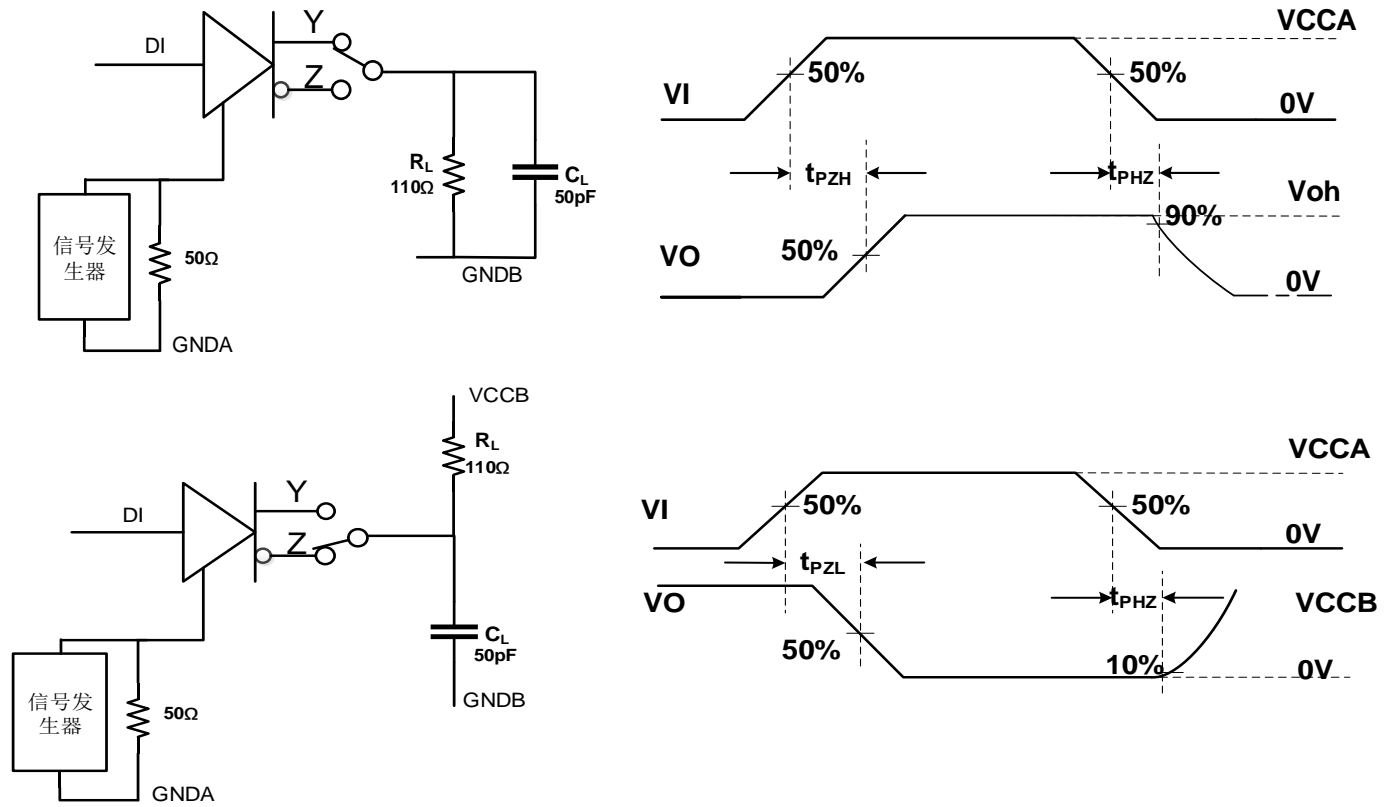 DI
Y
Z
RL
110Ω
CL
50pF
GNDB
信号发
生器
50Ω
GNDA
VI
50%
50%
VCCA
0V
tPZH
tPHZ
VO
50%
90%
Voh
0V
VCCB
RL
110Ω
DI
Y
Z
CL
50pF
GNDB
信号发
生器
50Ω
GNDA
VI
50%
50%
VCCA
0V
tPZL
tPHZ
VO
50%
10%
VCCB
0V